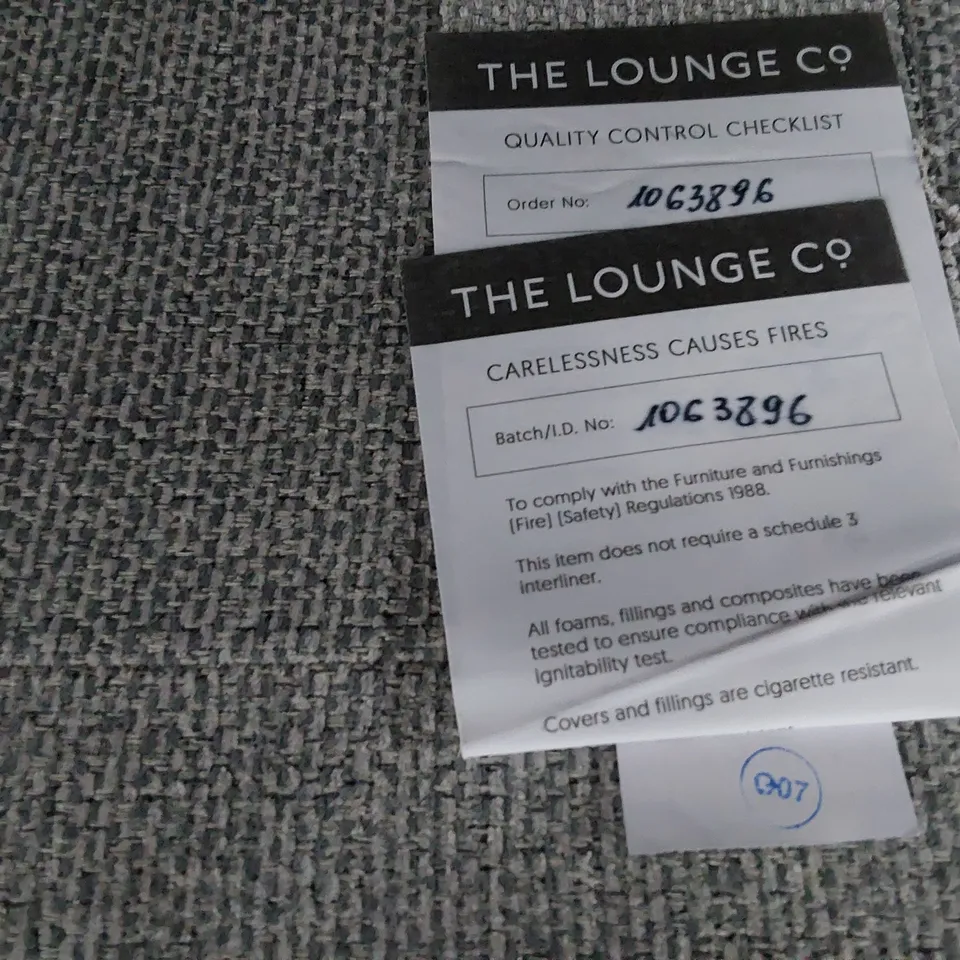 THE LOUNGE Cº
QUALITY CONTROL CHECKLIST
Order No: 1063896
THE LOUNGE Cº
CARELESSNESS CAUSES FIRES
Batch/I.D. No: 1063896
To comply with the Furniture and Furnishings
[Fire] [Safety] Regulations 1988.
This item does not require a schedule 3
interliner.
All foams, fillings and composites have been
tested to ensure compliance with the relevant
Ignitability test.
Covers and fillings are cigarette resistant.